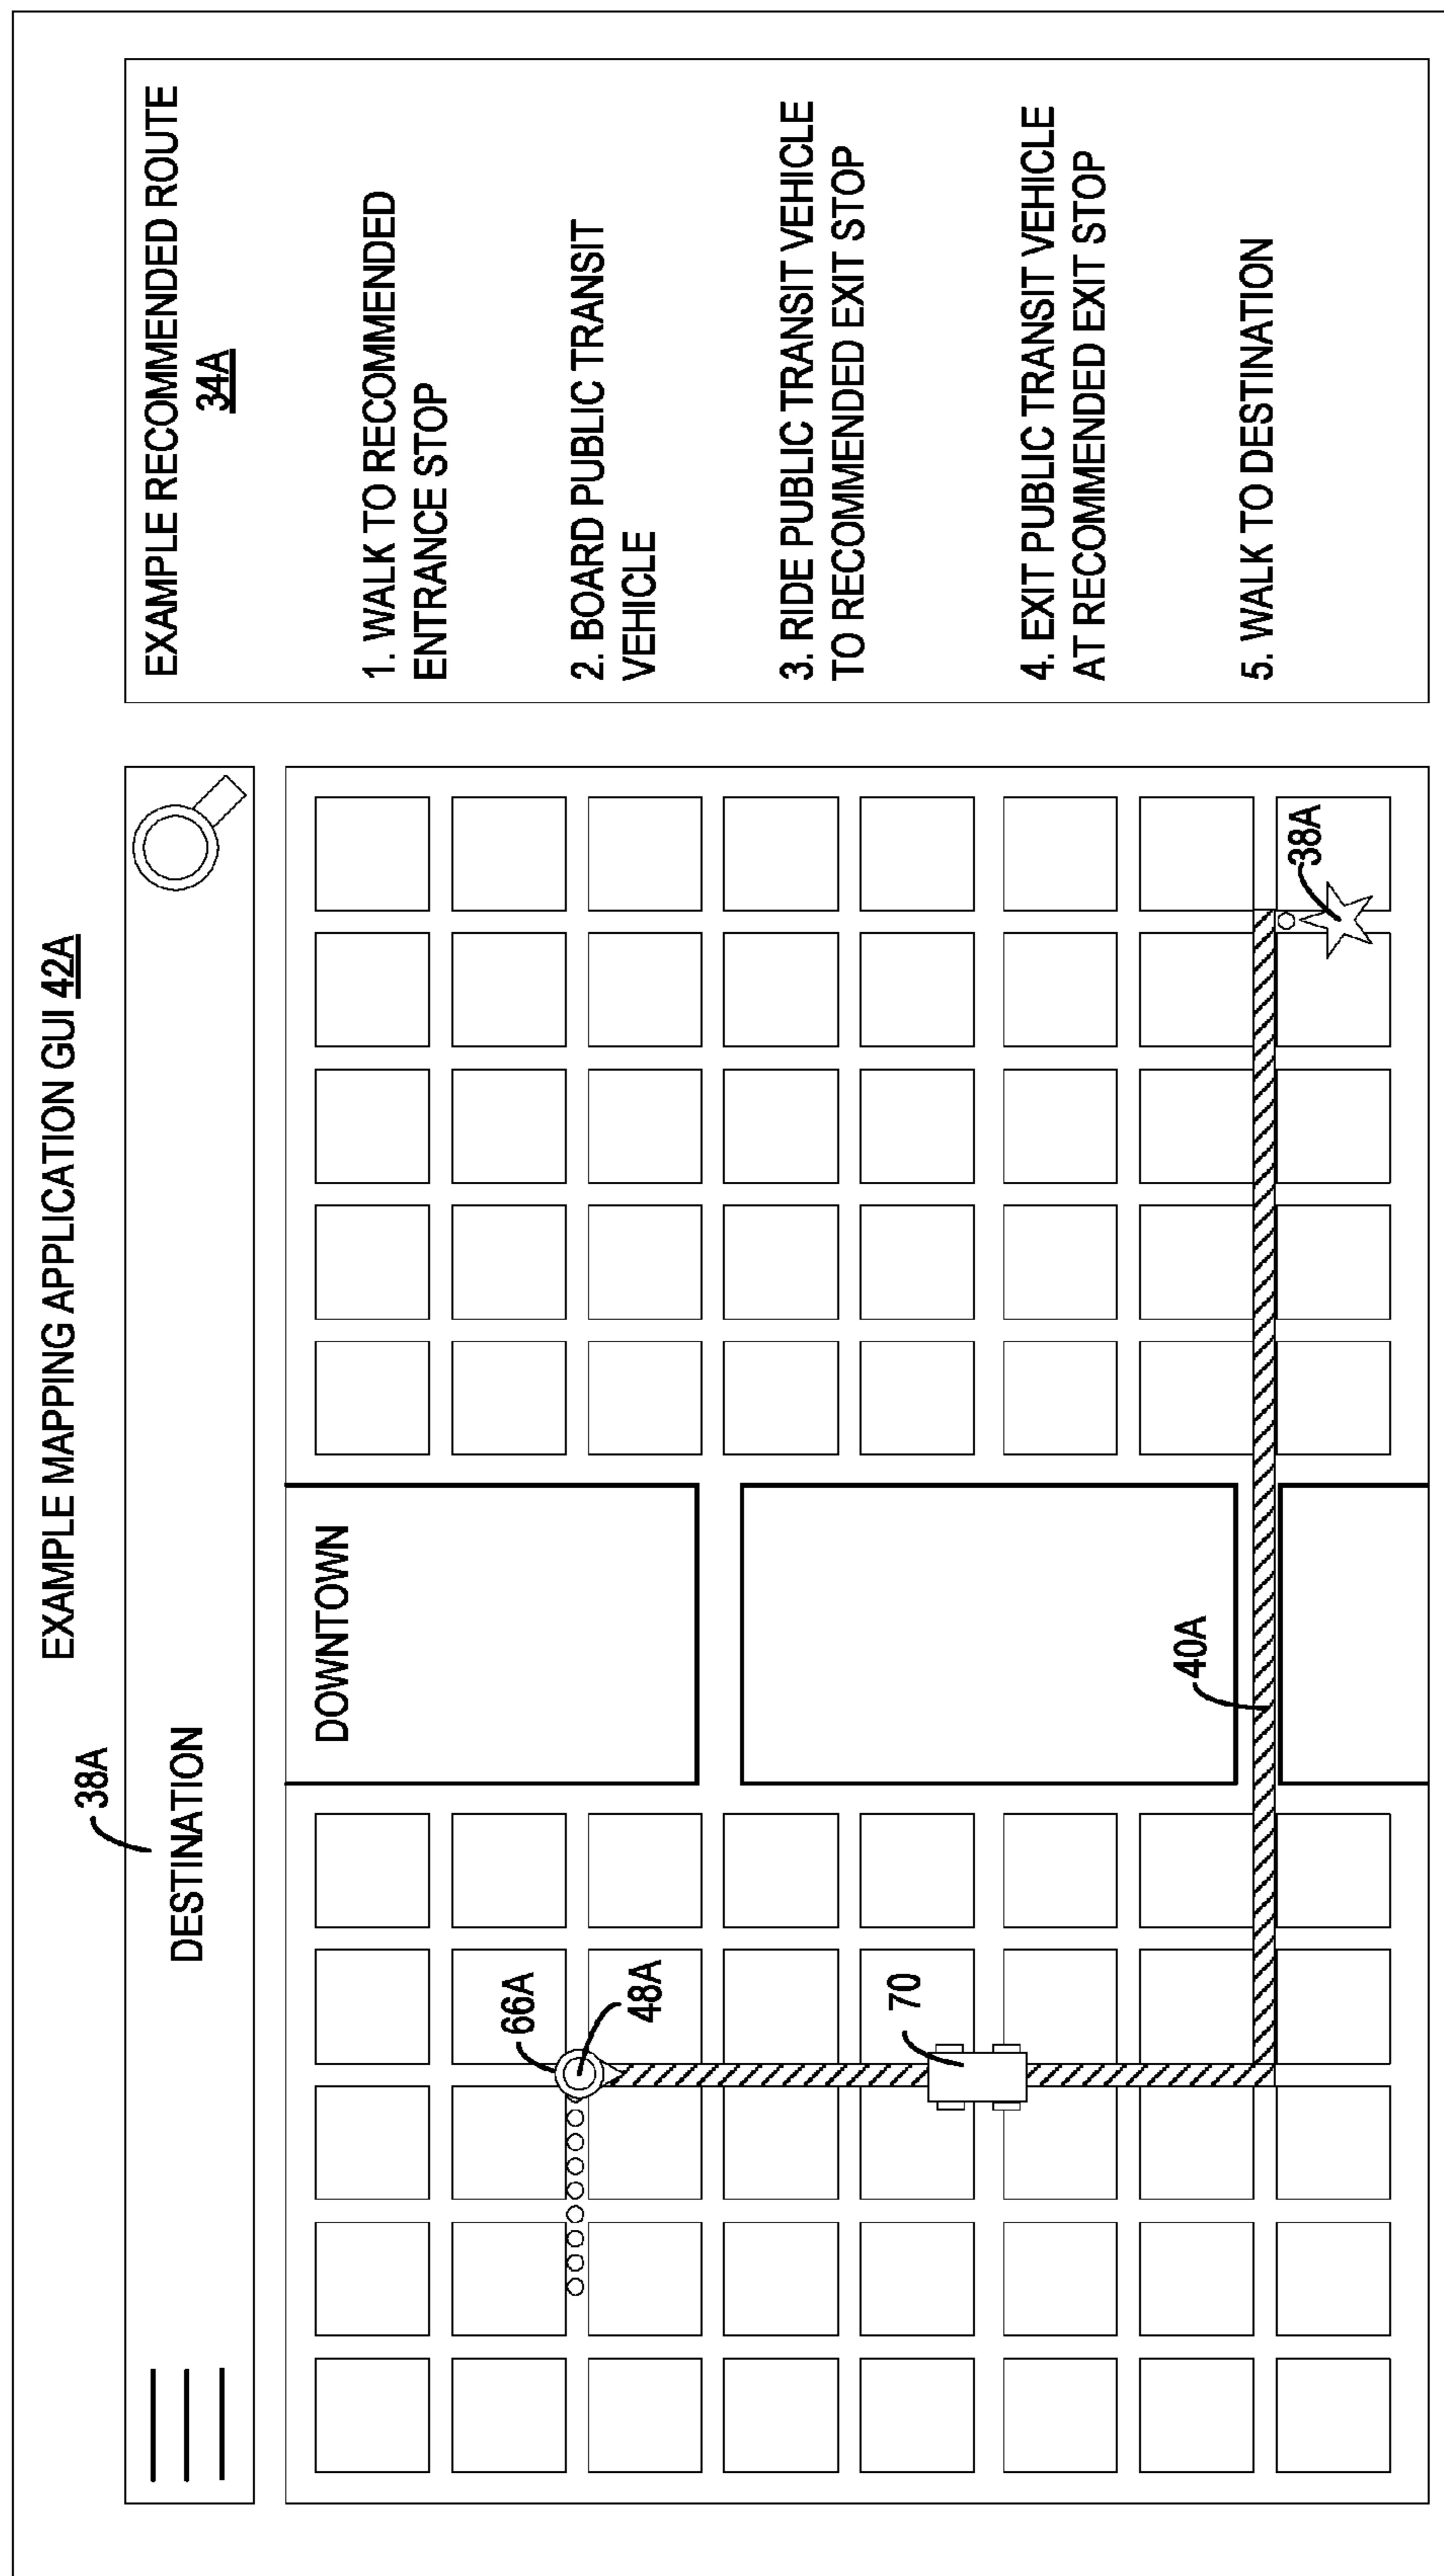 EXAMPLE MAPPING APPLICATION GUI 42A
38A
DESTINATION
DOWNTOWN
66A
48A
70
40A
38A
EXAMPLE RECOMMENDED ROUTE
34A
1. WALK TO RECOMMENDED
ENTRANCE STOP
2. BOARD PUBLIC TRANSIT
VEHICLE
3. RIDE PUBLIC TRANSIT VEHICLE
TO RECOMMENDED EXIT STOP
4. EXIT PUBLIC TRANSIT VEHICLE
AT RECOMMENDED EXIT STOP
5. WALK TO DESTINATION